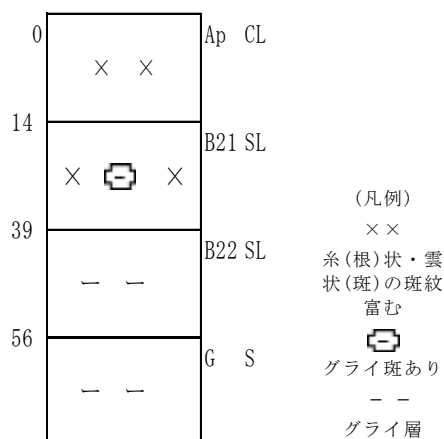 0 Ap CL
× ×
14
B21 SL
× - ×
39
B22 SL
― ―
56
G S
― ―
(凡例)
××
糸(根)状・雲
状(斑)の斑紋
富む
-
グライ斑あり
― ―
グライ層